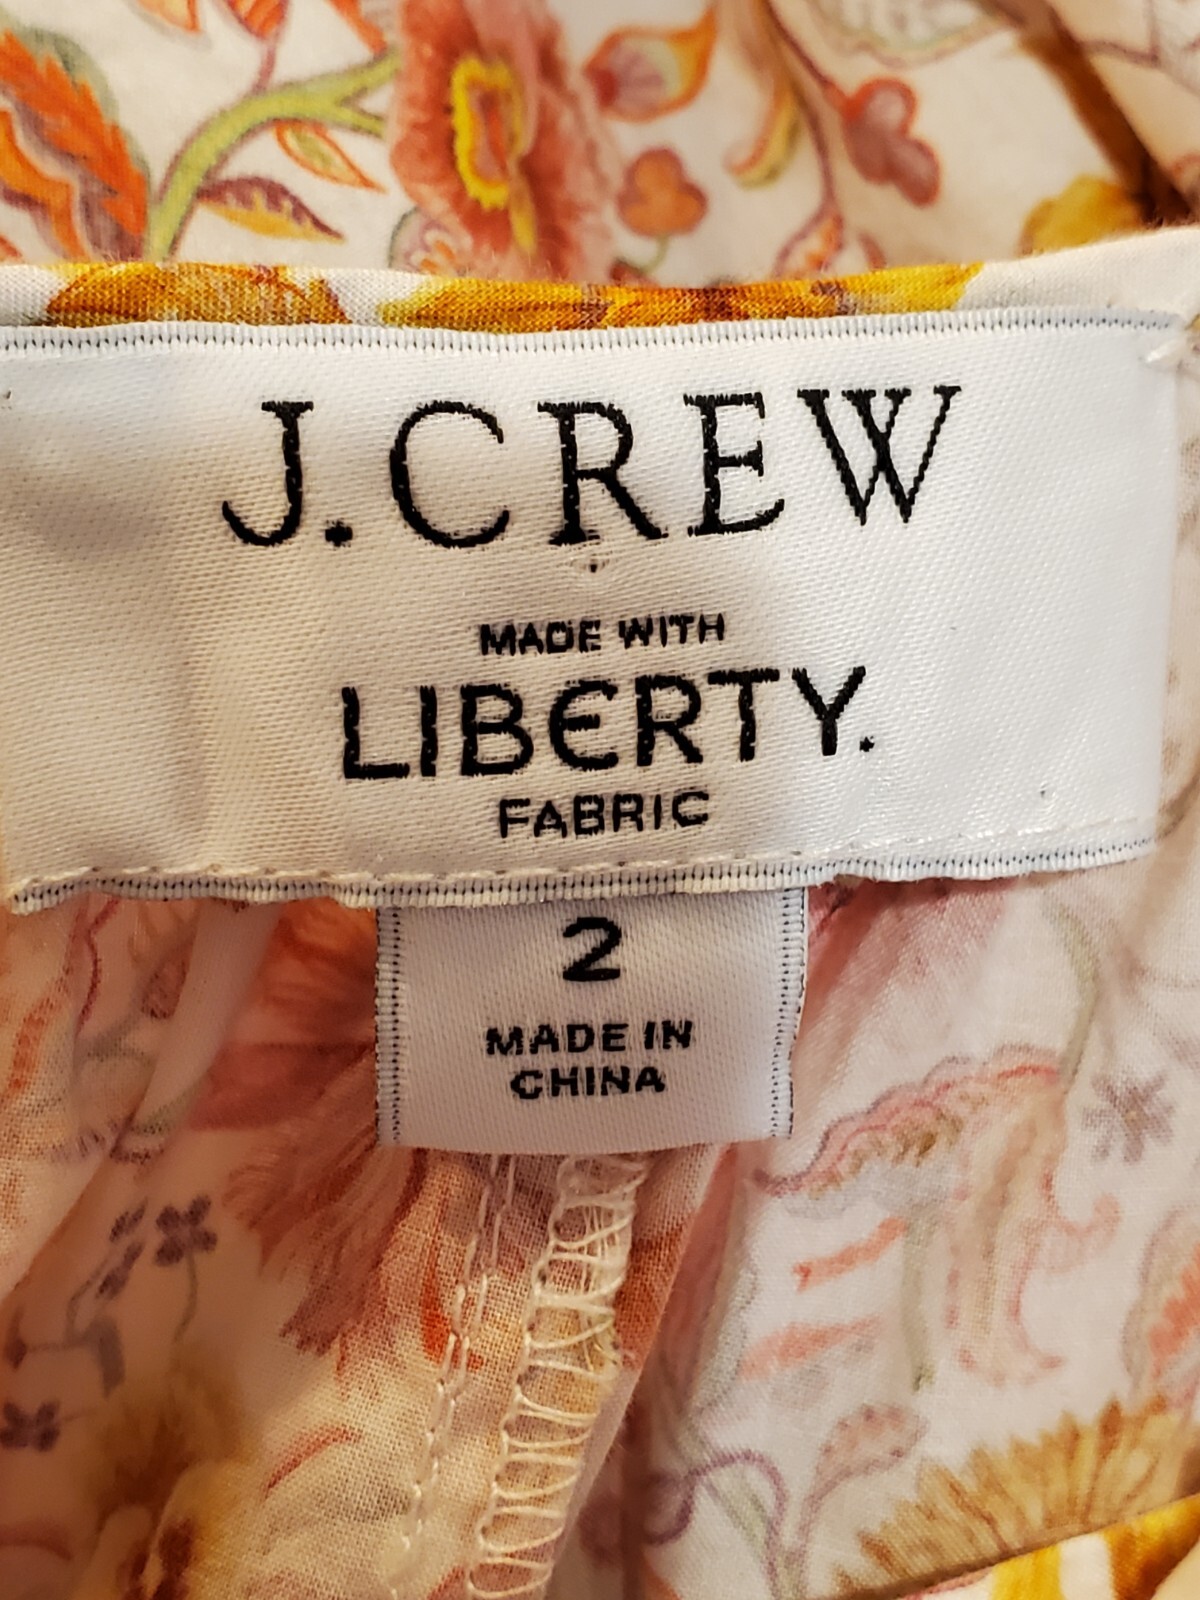 J.CREW
MADE WITH
LIBERTY.
FABRIC
2
MADE IN
CHINA